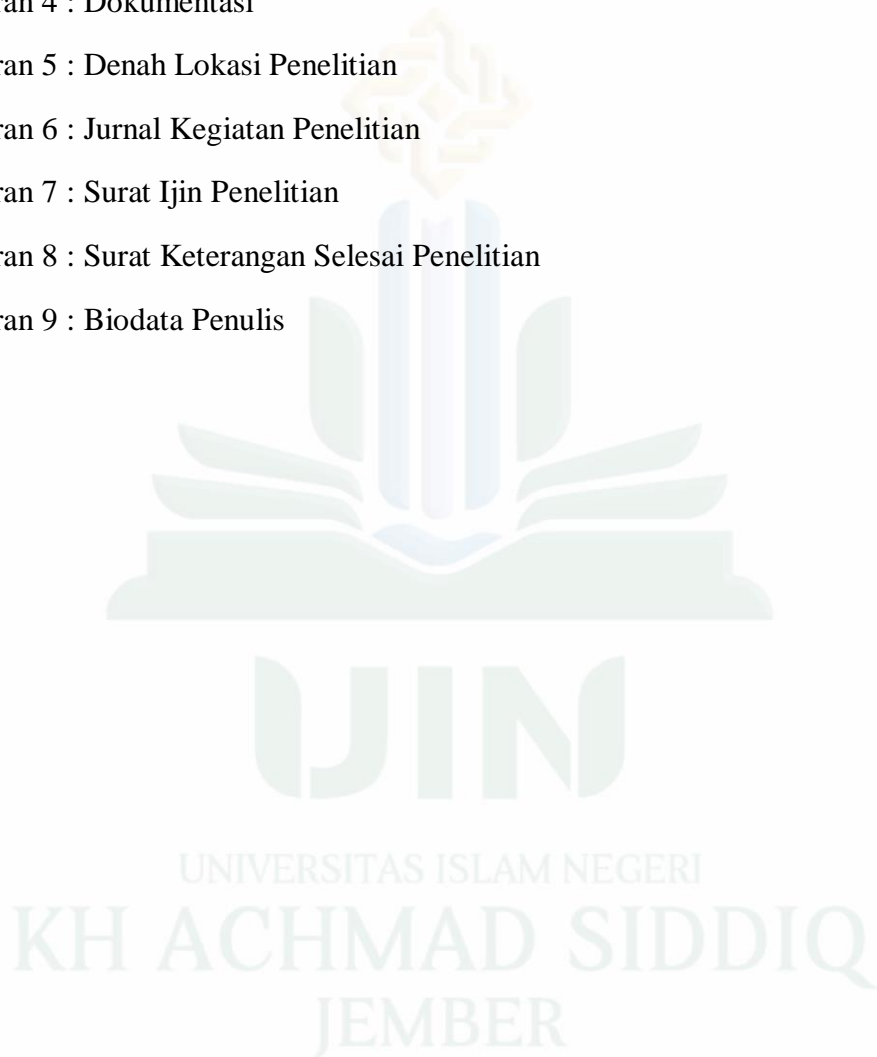 ran 4 : Dokumentasi
ran 5 : Denah Lokasi Penelitian
ran 6 : Jurnal Kegiatan Penelitian
ran 7 : Surat Ijin Penelitian
ran 8 : Surat Keterangan Selesai Penelitian
ran 9 : Biodata Penulis
UIN
UNIVERSITAS ISLAM NEGERI
KH ACHMAD SIDDIQ
JEMBER